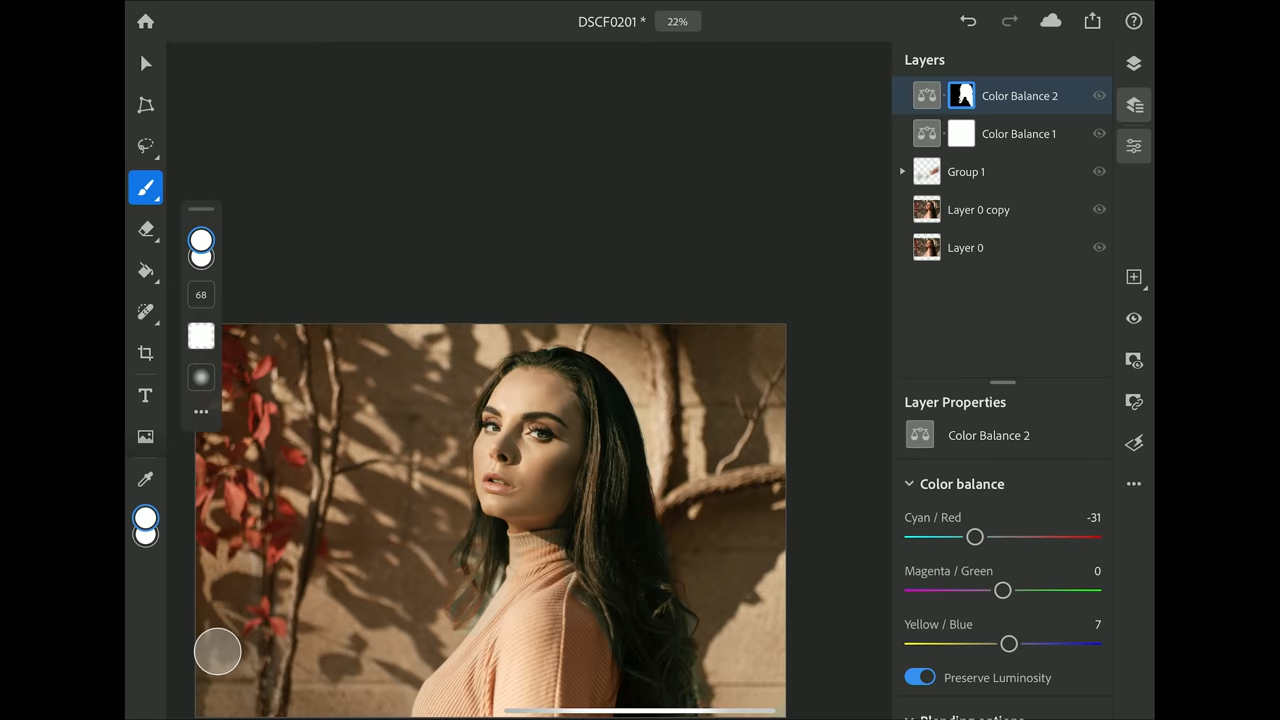 DSCF0201 *
22%
Layers
Color Balance 2
Color Balance 1
Group 1
Layer 0 copy
Layer 0
68
T
Layer Properties
Color Balance 2
Color balance
Cyan / Red
-31
Magenta / Green
0
Yellow / Blue
7
Preserve Luminosity
Blending options